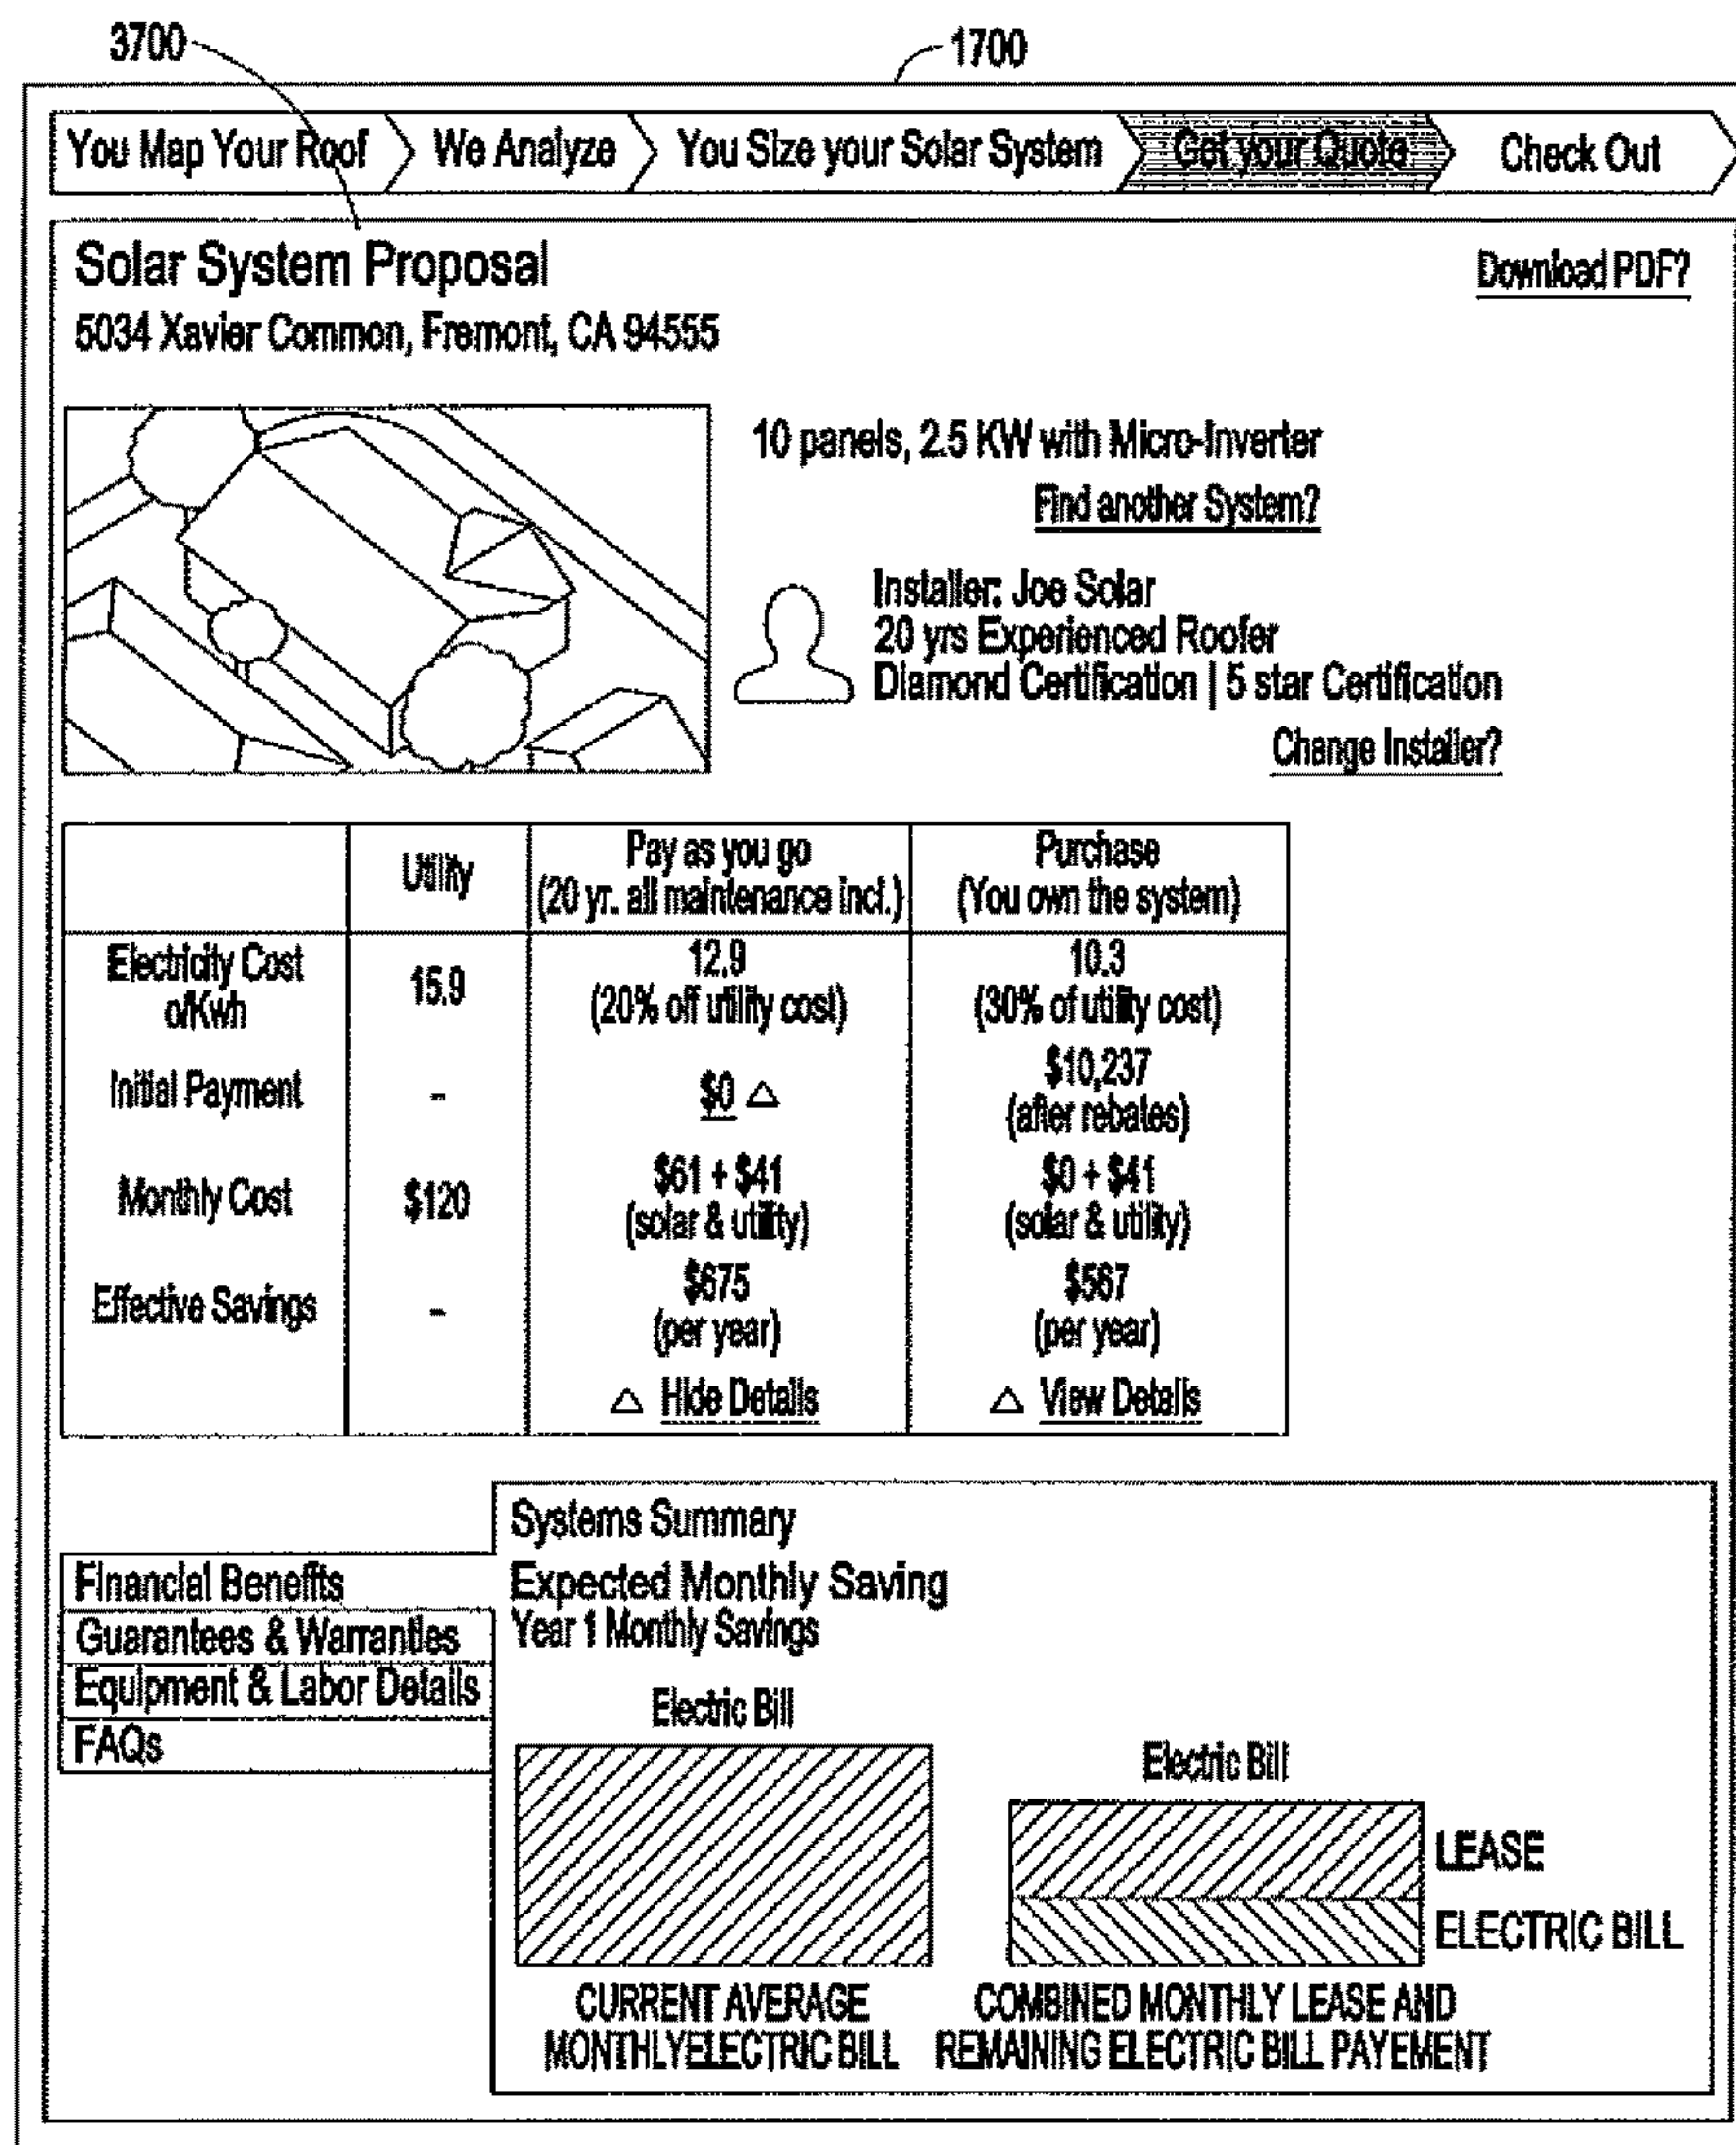 3700
1700
You Map Your Roof
We Analyze
You Size your Solar System
Get your Quote
Check Out
Solar System Proposal
Download PDF?
5034 Xavier Common, Fremont, CA 94555
10 panels, 2.5 KW with Micro-Inverter
Find another System?
Installer: Joe Solar
20 yrs Experienced Roofer
Diamond Certification | 5 star Certification
Change Installer?
Utility
Pay as you go
(20 yr. all maintenance incl.)
Purchase
(You own the system)
Electricity Cost
o/Kwh
15.9
12.9
(20% off utility cost)
10.3
(30% of utility cost)
Initial Payment
-
$0
$10,237
(after rebates)
Monthly Cost
$120
$61 + $41
(solar & utility)
$0 + $41
(solar & utility)
Effective Savings
-
$675
(per year)
$567
(per year)
Hide Details
View Details
Financial Benefits
Guarantees & Warranties
Equipment & Labor Details
FAQs
Systems Summary
Expected Monthly Saving
Year 1 Monthly Savings
Electric Bill
Electric Bill
LEASE
ELECTRIC BILL
CURRENT AVERAGE
MONTHLYELECTRIC BILL
COMBINED MONTHLY LEASE AND
REMAINING ELECTRIC BILL PAYEMENT